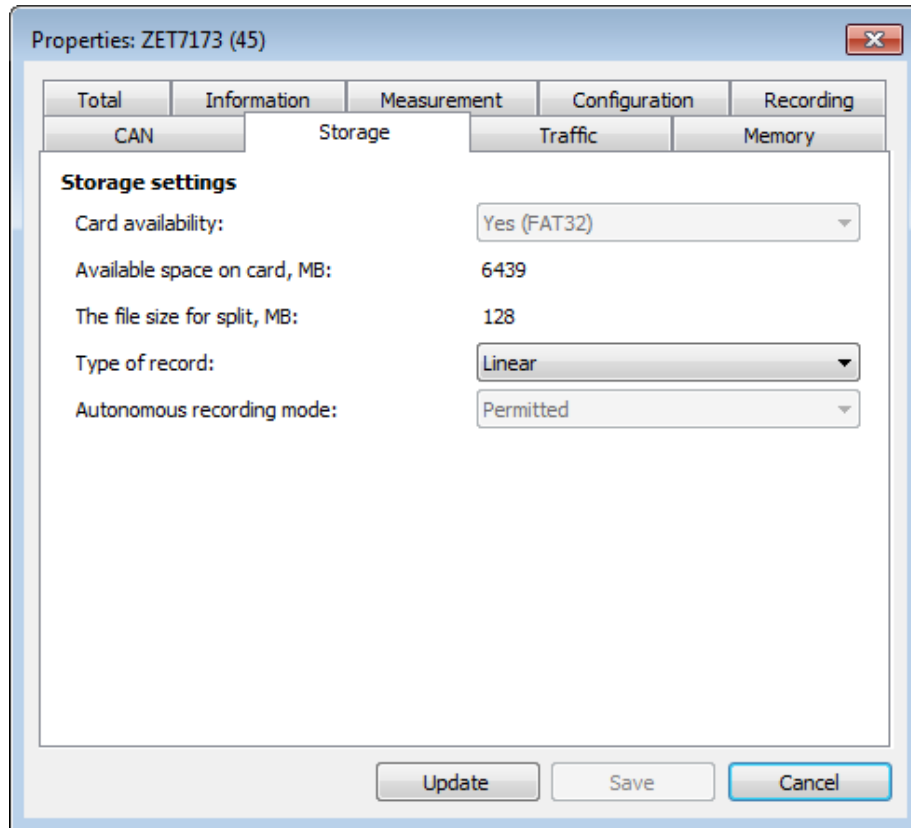 Properties: ZET7173 (45)
Total Information Measurement Configuration Recording
CAN Storage Traffic Memory
Storage settings
Card availability: Yes (FAT32)
Available space on card, MB: 6439
The file size for split, MB: 128
Type of record: Linear
Autonomous recording mode: Permitted
Update Save Cancel